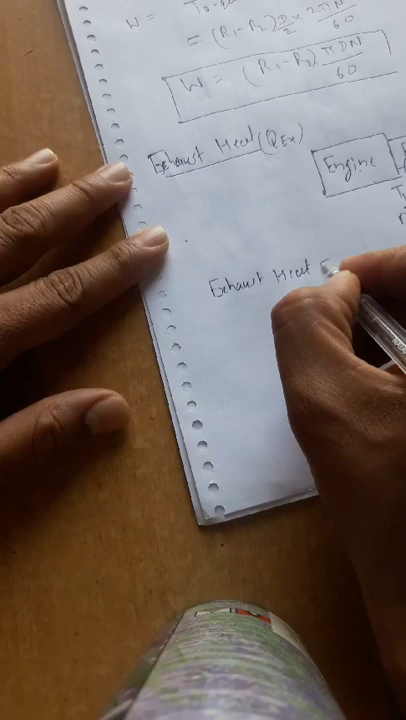 W =
= (R1-R2) D/2 x 2πN/60
W = (R1-R2) πDN/60
Exhaust Heat (QEx)
Engine
Exhaust Heat E